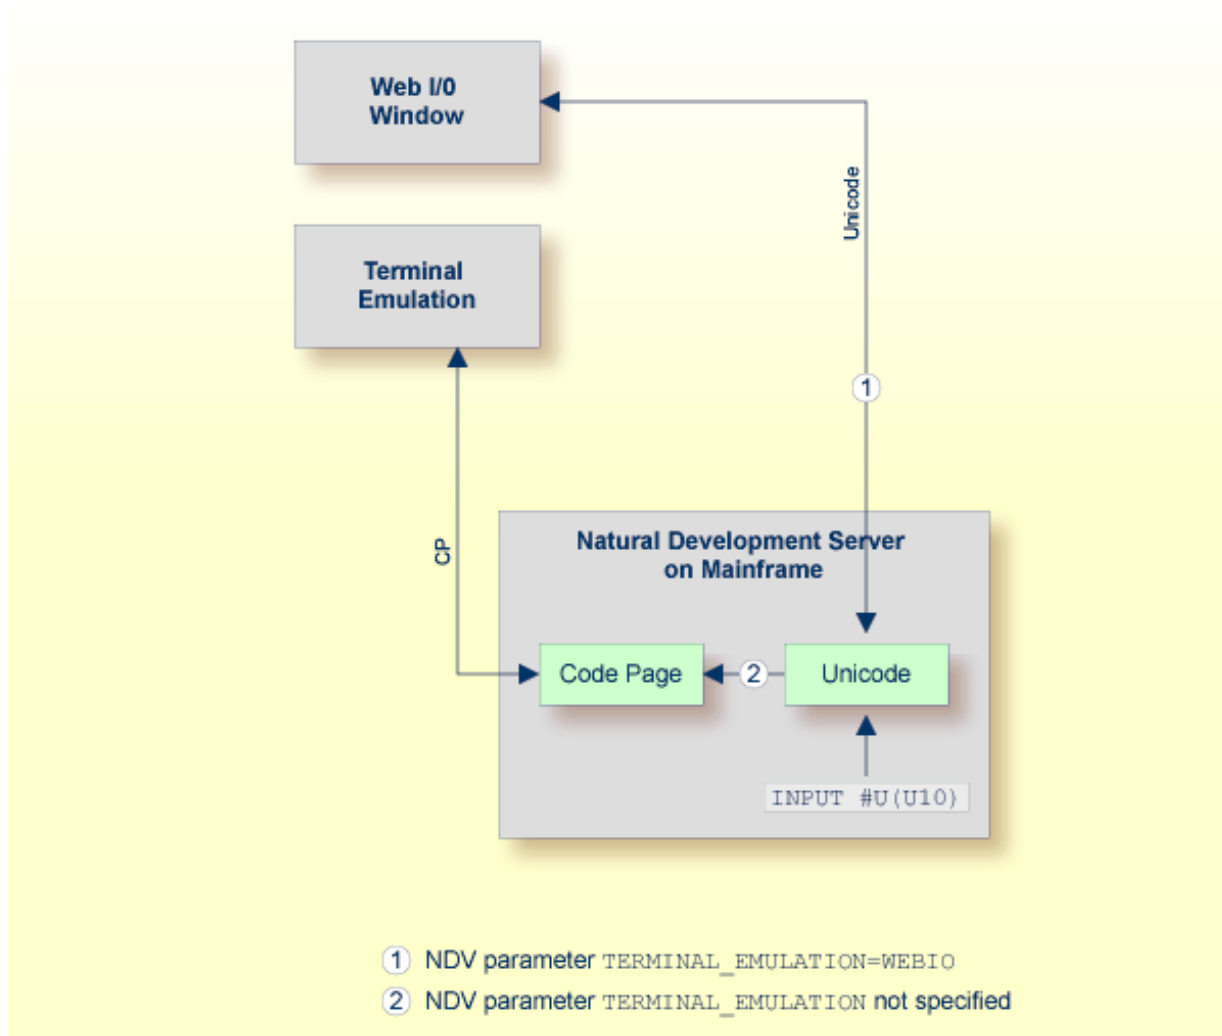 Web I/0
Window
Unicode
Terminal
Emulation
1
CP
Natural Development Server
on Mainframe
Code Page
2
Unicode
INPUT #U(U10)
1 NDV parameter TERMINAL_EMULATION=WEBIO
2 NDV parameter TERMINAL_EMULATION not specified